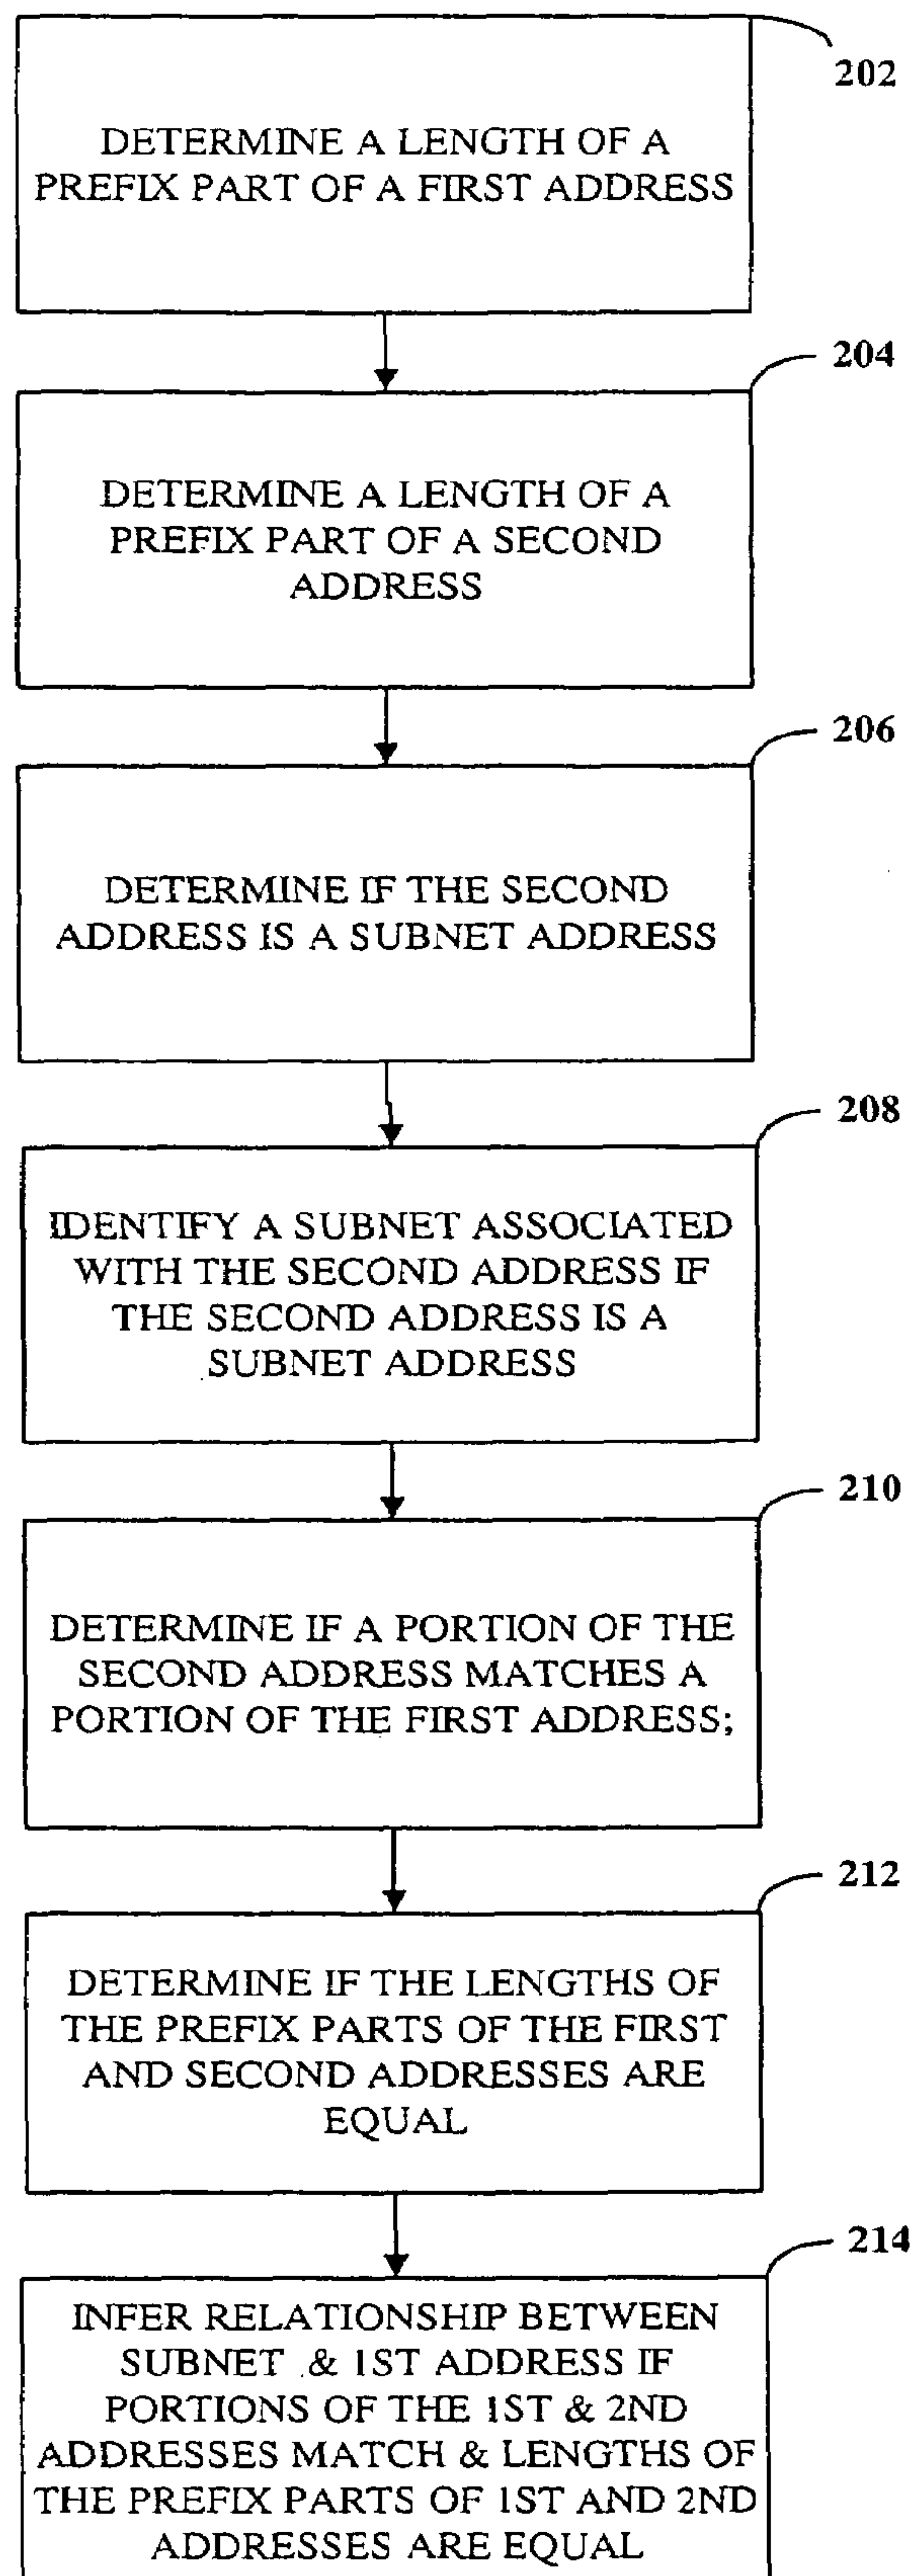 202
DETERMINE A LENGTH OF A
PREFIX PART OF A FIRST ADDRESS
204
DETERMINE A LENGTH OF A
PREFIX PART OF A SECOND
ADDRESS
206
DETERMINE IF THE SECOND
ADDRESS IS A SUBNET ADDRESS
208
IDENTIFY A SUBNET ASSOCIATED
WITH THE SECOND ADDRESS IF
THE SECOND ADDRESS IS A
SUBNET ADDRESS
210
DETERMINE IF A PORTION OF THE
SECOND ADDRESS MATCHES A
PORTION OF THE FIRST ADDRESS;
212
DETERMINE IF THE LENGTHS OF
THE PREFIX PARTS OF THE FIRST
AND SECOND ADDRESSES ARE
EQUAL
214
INFER RELATIONSHIP BETWEEN
SUBNET & 1ST ADDRESS IF
PORTIONS OF THE 1ST & 2ND
ADDRESSES MATCH & LENGTHS OF
THE PREFIX PARTS OF 1ST AND 2ND
ADDRESSES ARE EQUAL